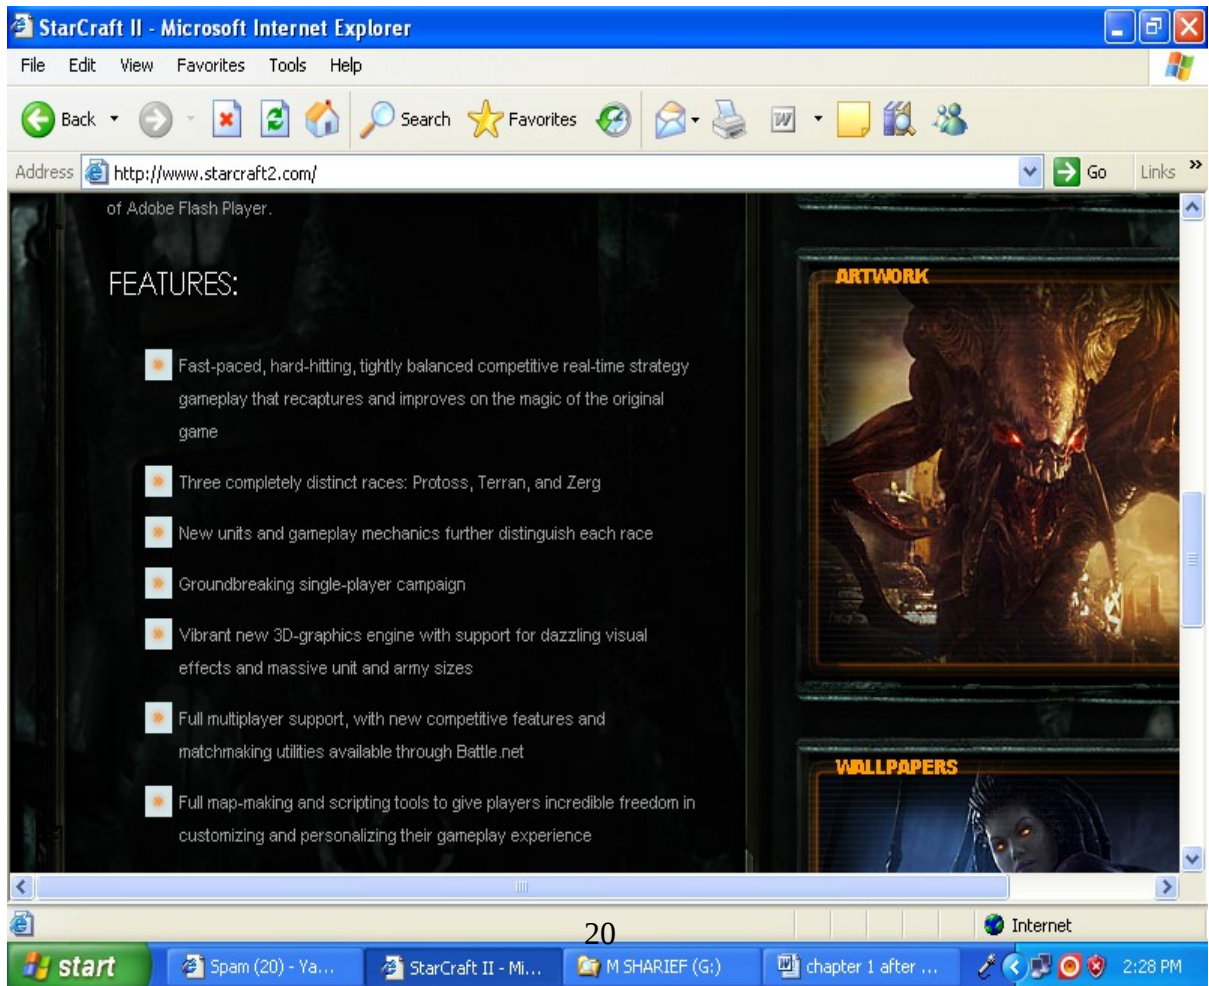 StarCraft II - Microsoft Internet Explorer
File Edit View Favorites Tools Help
Back Search Favorites
Address http://www.starcraft2.com/ Go Links »
of Adobe Flash Player.
FEATURES:
Fast-paced, hard-hitting, tightly balanced competitive real-time strategy
gameplay that recaptures and improves on the magic of the original
game
Three completely distinct races: Protoss, Terran, and Zerg
New units and gameplay mechanics further distinguish each race
Groundbreaking single-player campaign
Vibrant new 3D-graphics engine with support for dazzling visual
effects and massive unit and army sizes
Full multiplayer support, with new competitive features and
matchmaking utilities available through Battle.net
Full map-making and scripting tools to give players incredible freedom in
customizing and personalizing their gameplay experience
ARTWORK
WALLPAPERS
Internet
20
start Spam (20) - Ya... StarCraft II - Mi... M SHARIEF (G:) chapter 1 after ... 2:28 PM